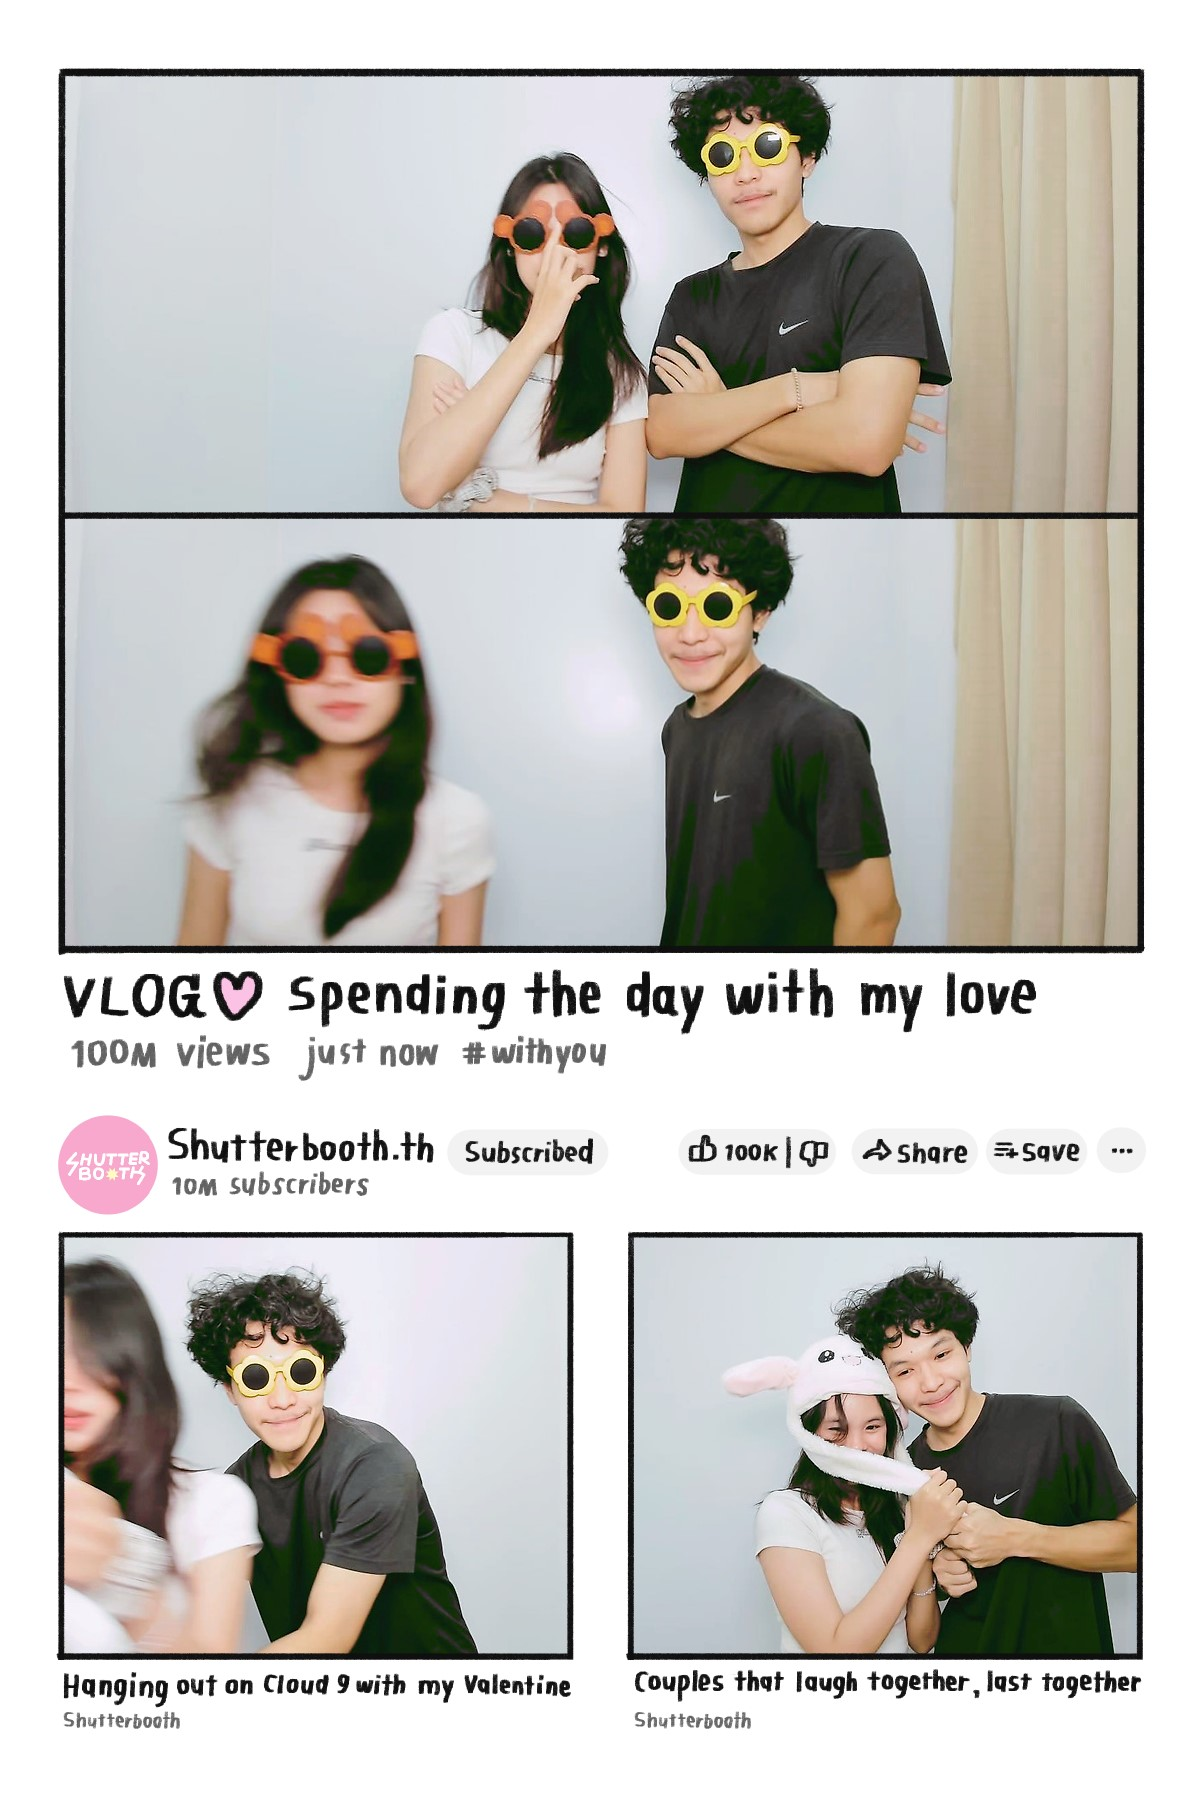 VLOG♡ Spending the day with my love
100M views just now #withyou
SHUTTER
BOOTH
Shutterbooth.th
Subscribed
100K
Share
Save
...
10M subscribers
Hanging out on Cloud 9 with my Valentine
Shutterbooth
Couples that laugh together, last together
Shutterbooth